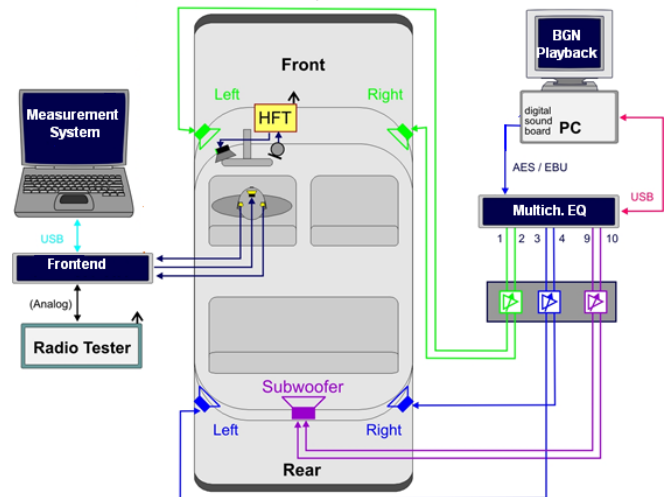 Front
Left
Right
HFT
Measurement
System
USB
Frontend
(Analog)
Radio Tester
BGN
Playback
digital
sound
board
PC
AES / EBU
USB
Multich. EQ
1 2 3 4 9 10
Subwoofer
Left
Right
Rear